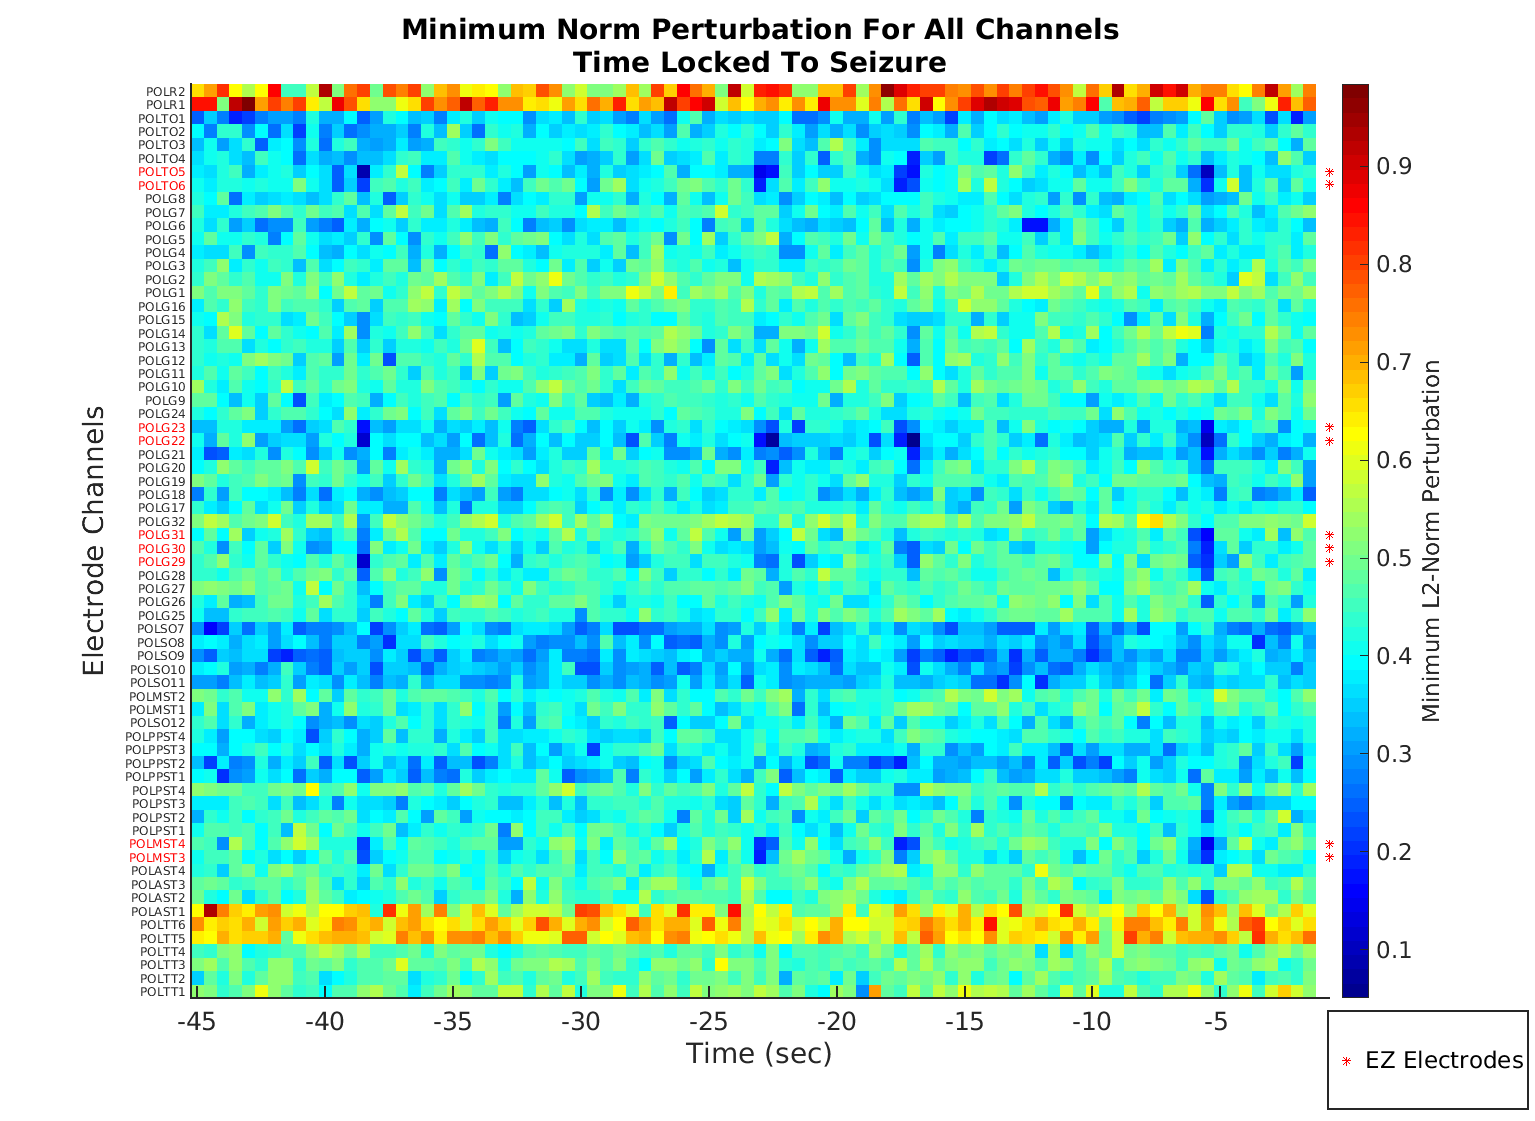 Minimum Norm Perturbation For All Channels
Time Locked To Seizure
Electrode Channels
POLR2
POLR1
POLTO1
POLTO2
POLTO3
POLTO4
POLTO5
POLTO6
POLG8
POLG7
POLG6
POLG5
POLG4
POLG3
POLG2
POLG1
POLG16
POLG15
POLG14
POLG13
POLG12
POLG11
POLG10
POLG9
POLG24
POLG23
POLG22
POLG21
POLG20
POLG19
POLG18
POLG17
POLG32
POLG31
POLG30
POLG29
POLG28
POLG27
POLG26
POLG25
POLSO7
POLSO8
POLSO9
POLSO10
POLSO11
POLMST2
POLMST1
POLSO12
POLPPST4
POLPPST3
POLPPST2
POLPPST1
POLPST4
POLPST3
POLPST2
POLPST1
POLMST4
POLMST3
POLAST4
POLAST3
POLAST2
POLAST1
POLTT6
POLTT5
POLTT4
POLTT3
POLTT2
POLTT1
-45 -40 -35 -30 -25 -20 -15 -10 -5
Time (sec)
0.9
0.8
0.7
0.6
0.5
0.4
0.3
0.2
0.1
Minimum L2-Norm Perturbation
* EZ Electrodes